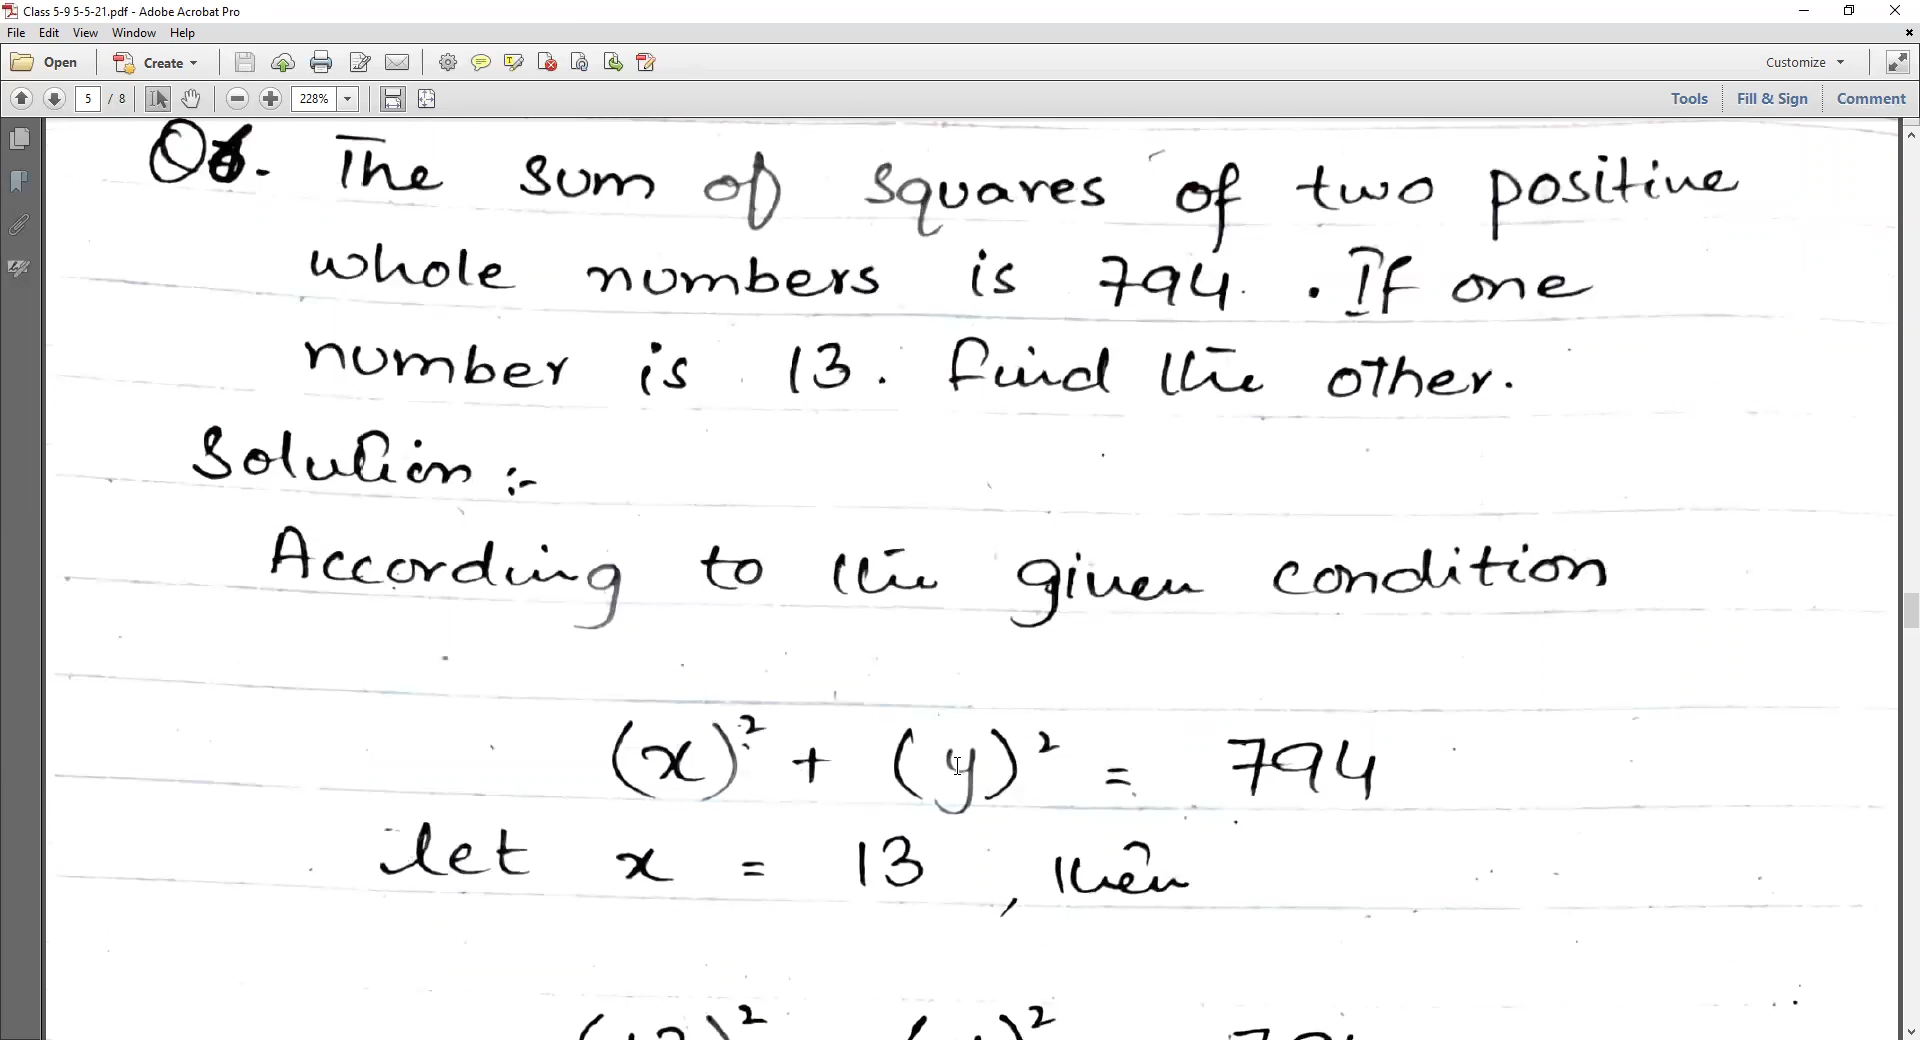 Class 5-9 5-5-21.pdf - Adobe Acrobat Pro
File Edit View Window Help
Open Create Customize
5 / 8 228% Tools Fill & Sign Comment
Q6. The sum of squares of two positive
whole numbers is 794. If one
number is 13. find the other.
Solution :-
According to the given condition
(x)² + (y)² = 794
let x = 13, then